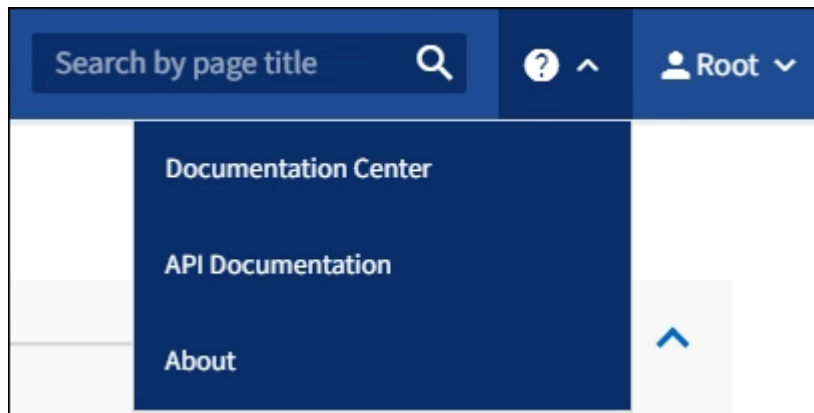 Search by page title
Root
Documentation Center
API Documentation
About